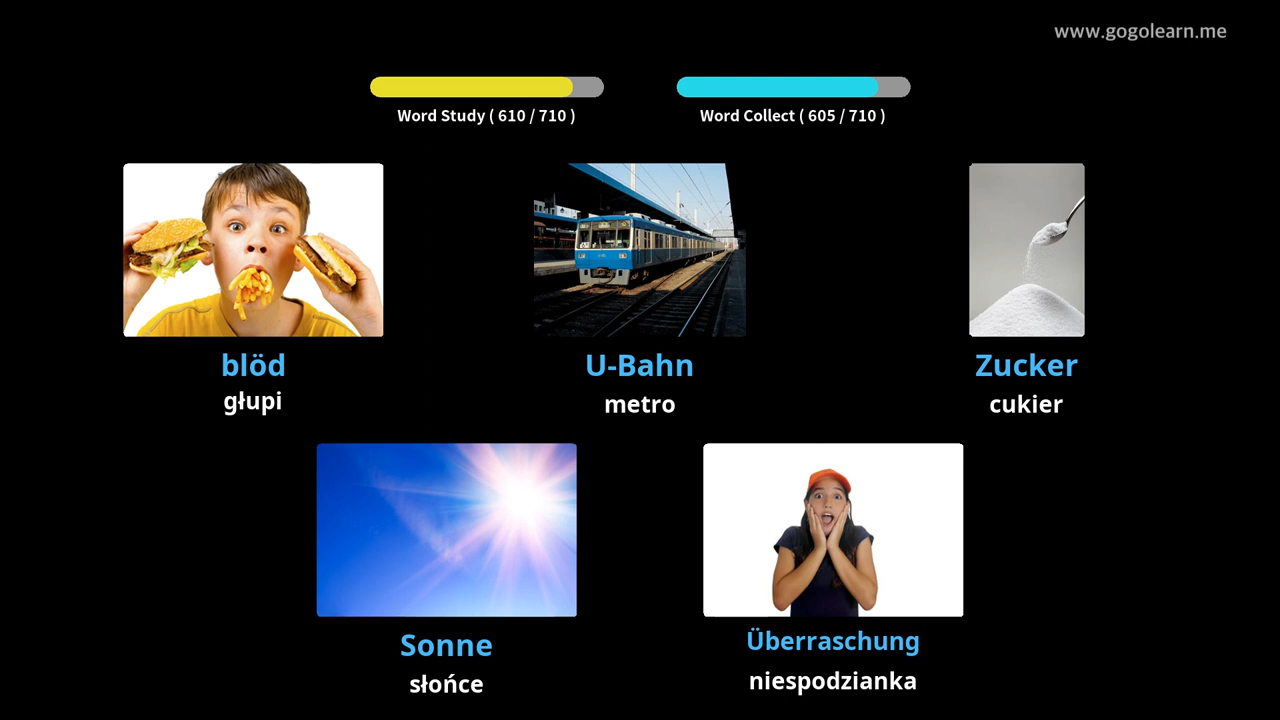 www.gogolearn.me
Word Study ( 610 / 710 )
Word Collect ( 605 / 710 )
blöd
głupi
U-Bahn
metro
Zucker
cukier
Sonne
słońce
Überraschung
niespodzianka